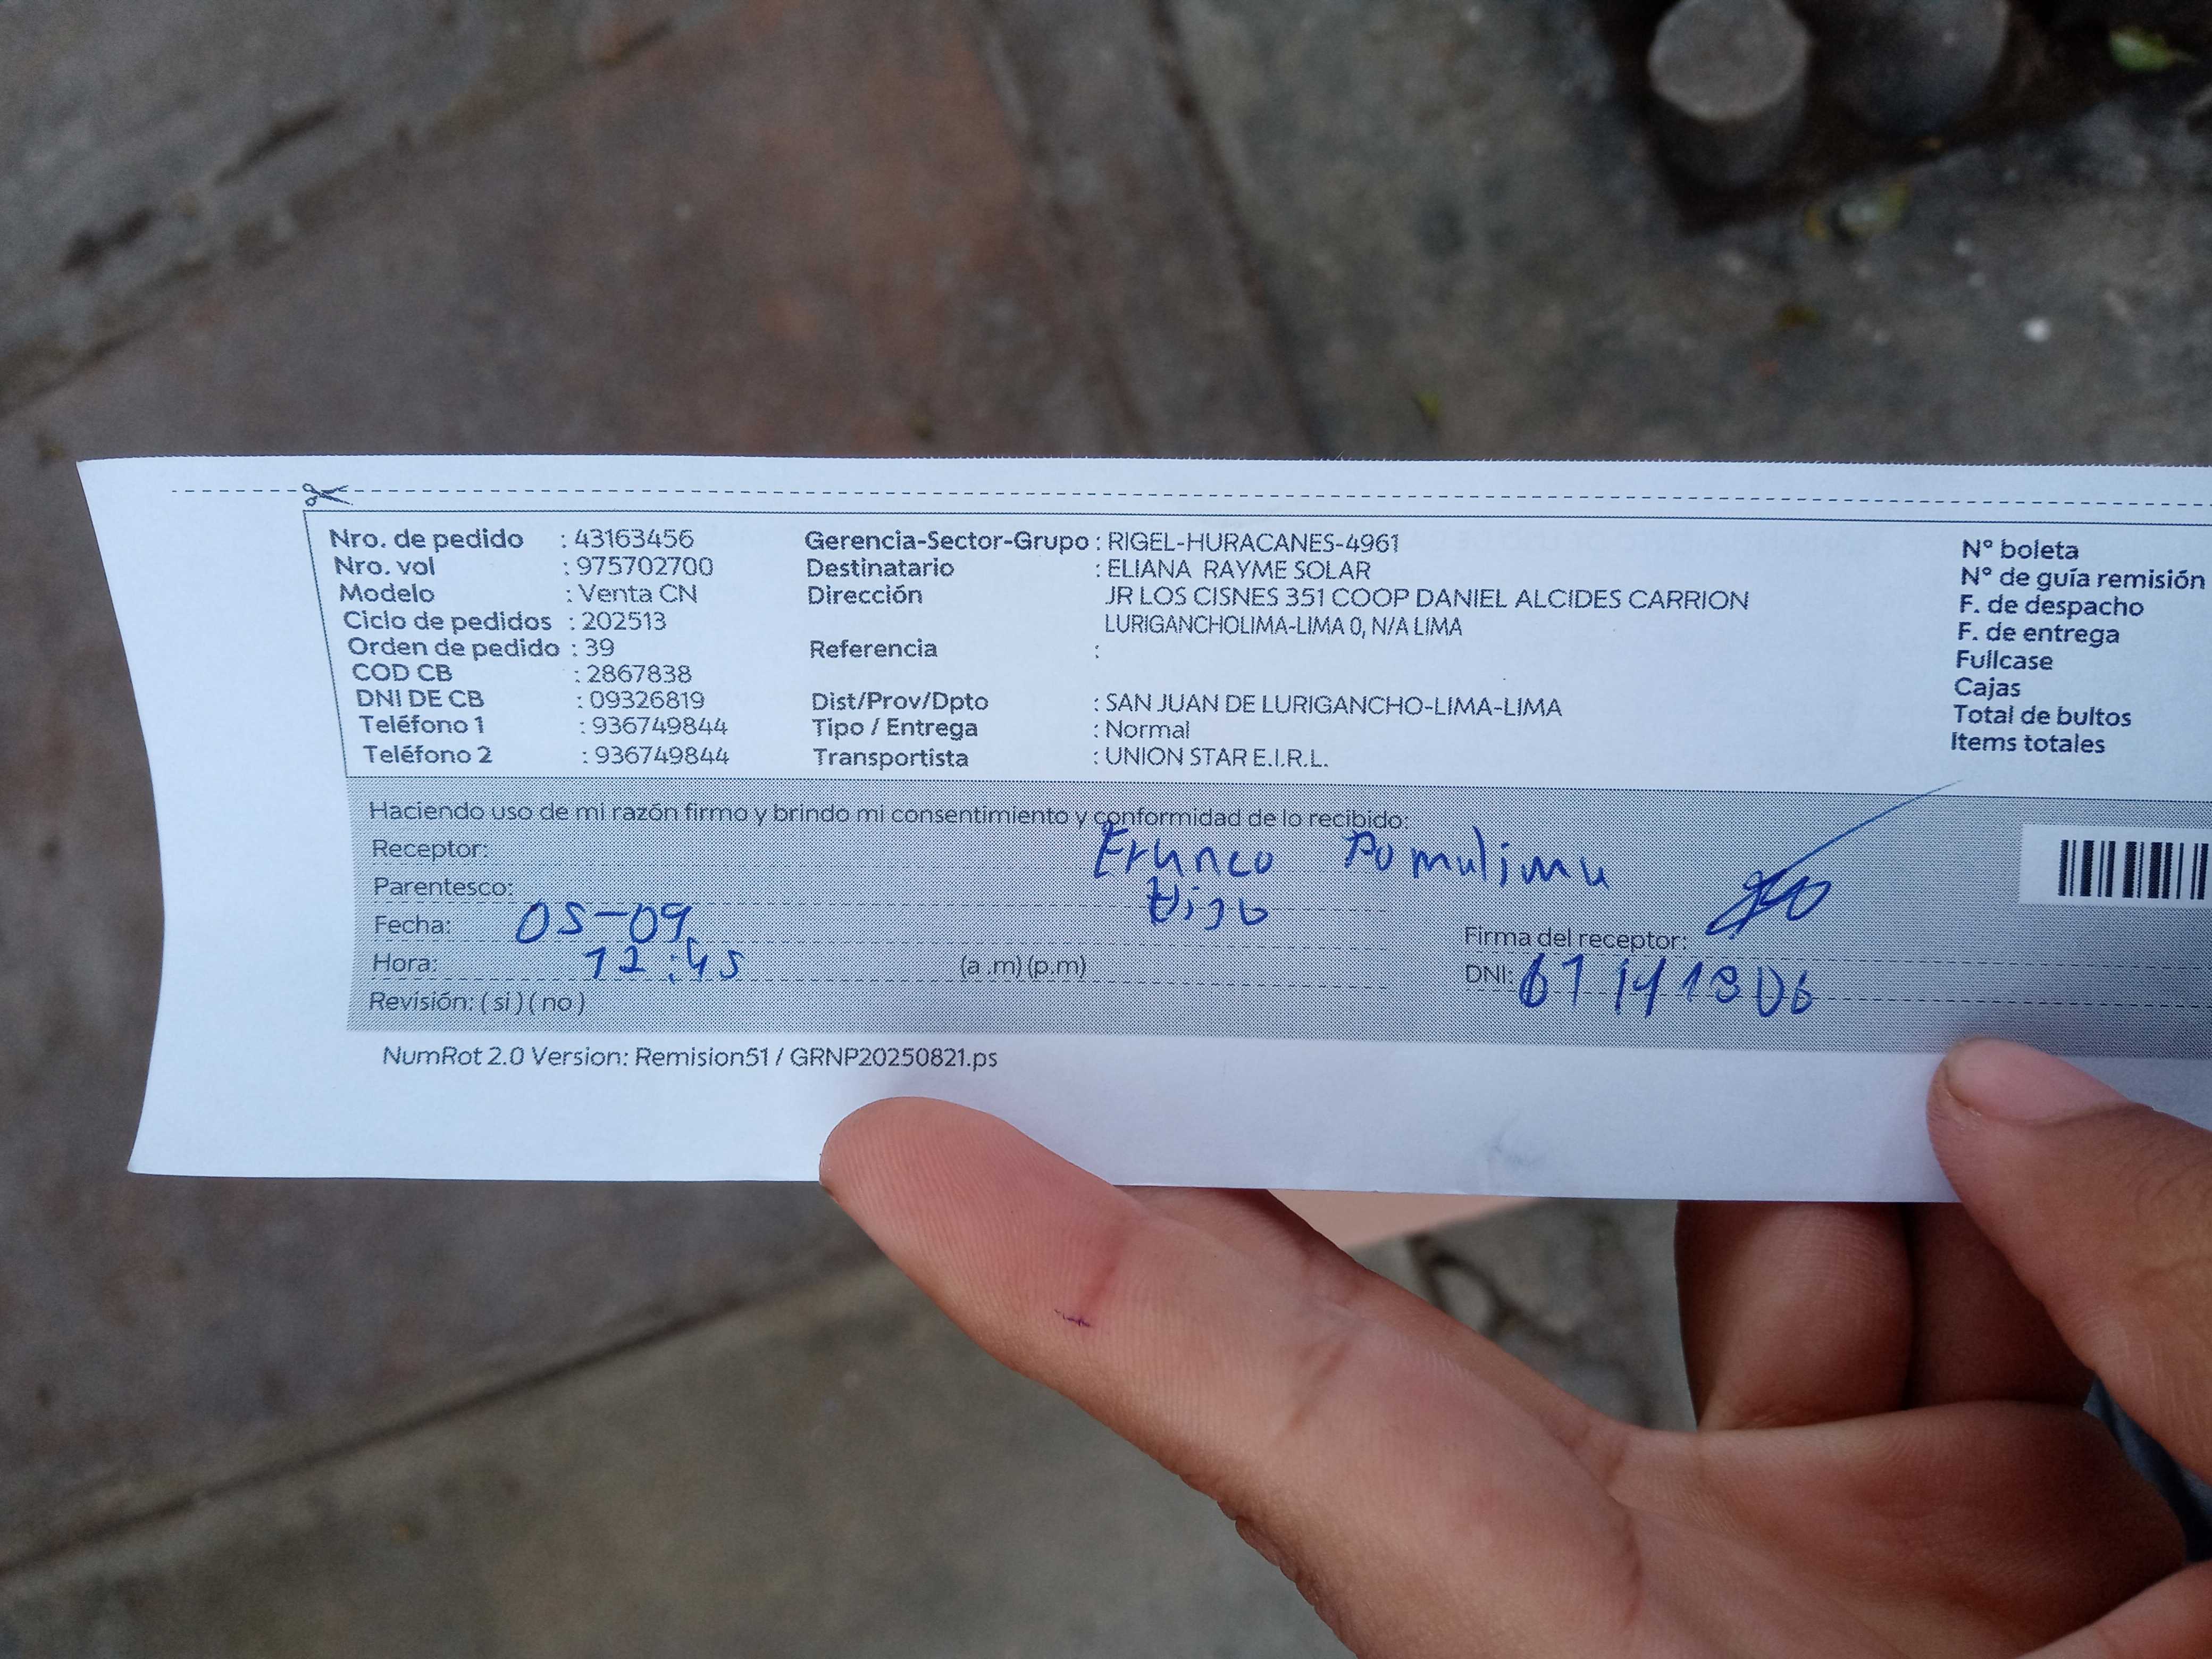 Nro. de pedido : 43163456
Nro. vol : 975702700
Modelo : Venta CN
Ciclo de pedidos : 202513
Orden de pedido : 39
COD CB : 2867838
DNI DE CB : 09326819
Teléfono 1 : 936749844
Teléfono 2 : 936749844
Gerencia-Sector-Grupo : RIGEL-HURACANES-4961
Destinatario : ELIANA RAYME SOLAR
Dirección JR LOS CISNES 351 COOP DANIEL ALCIDES CARRION
LURIGANCHOLIMA-LIMA 0, N/A LIMA
Referencia :
Dist/Prov/Dpto : SAN JUAN DE LURIGANCHO-LIMA-LIMA
Tipo / Entrega : Normal
Transportista : UNION STAR E.I.R.L.
N° boleta
N° de guía remisión
F. de despacho
F. de entrega
Fullcase
Cajas
Total de bultos
Items totales
Haciendo uso de mi razón firmo y brindo mi consentimiento y conformidad de lo recibido:
Receptor: Franco
Parentesco:
Fecha: 05-09
Hora: 12:45 (a .m) (p.m)
Revisión: ( si ) ( no )
Firma del receptor:
DNI:
NumRot 2.0 Version: Remision51 / GRNP20250821.ps